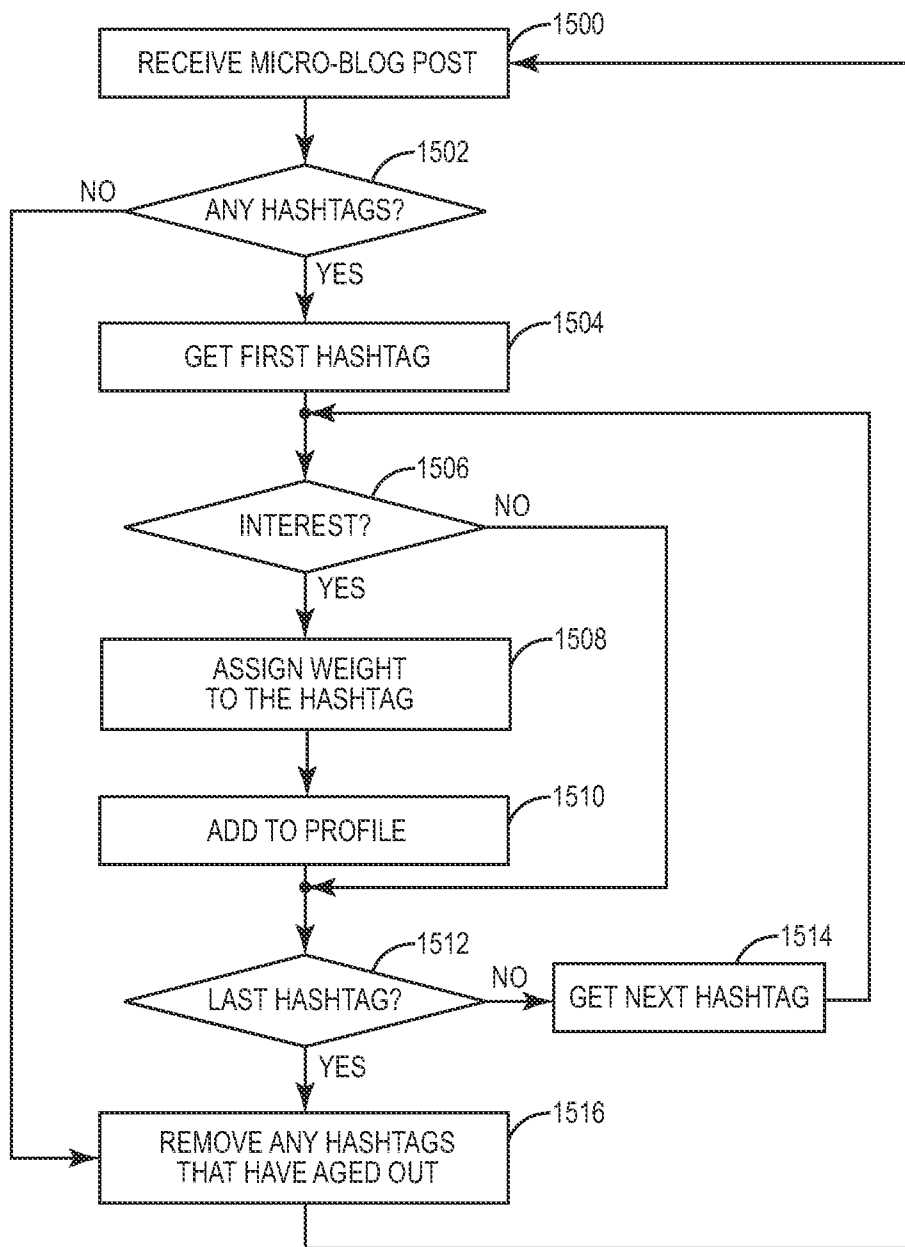 1500
RECEIVE MICRO-BLOG POST
1502
NO
ANY HASHTAGS?
YES
1504
GET FIRST HASHTAG
1506
NO
INTEREST?
YES
1508
ASSIGN WEIGHT
TO THE HASHTAG
1510
ADD TO PROFILE
1512
1514
NO
LAST HASHTAG?
GET NEXT HASHTAG
YES
1516
REMOVE ANY HASHTAGS
THAT HAVE AGED OUT